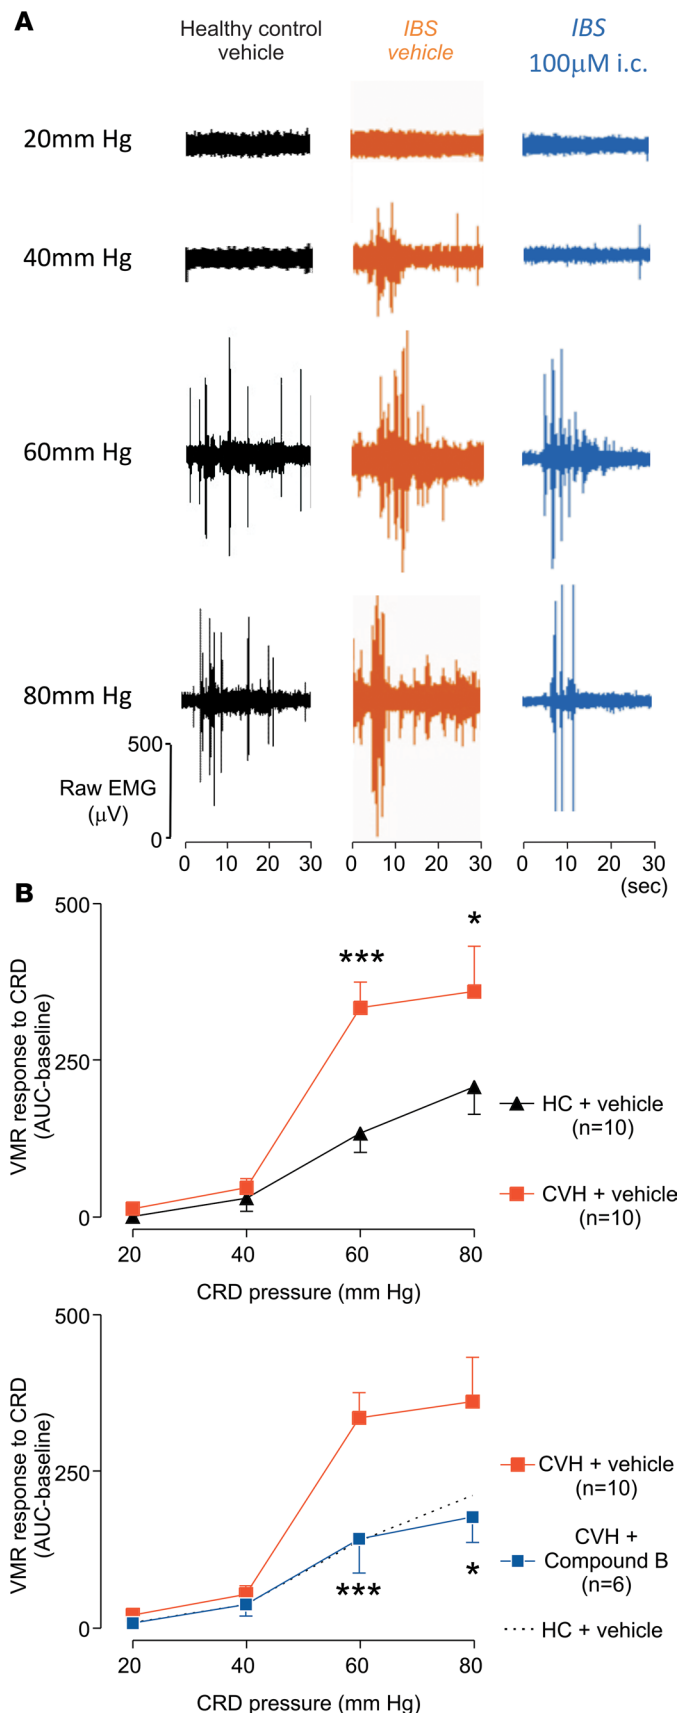 A
Healthy control
vehicle
IBS
vehicle
IBS
100μM i.c.
20mm Hg
40mm Hg
60mm Hg
80mm Hg
500
Raw EMG
(μV)
0
0 10 20 30
0 10 20 30
0 10 20 30
(sec)
B
500
250
0
VMR response to CRD
(AUC-baseline)
***
*
HC + vehicle
(n=10)
CVH + vehicle
(n=10)
20 40 60 80
CRD pressure (mm Hg)
500
250
0
VMR response to CRD
(AUC-baseline)
***
*
CVH + vehicle
(n=10)
CVH +
Compound B
(n=6)
HC + vehicle
20 40 60 80
CRD pressure (mm Hg)